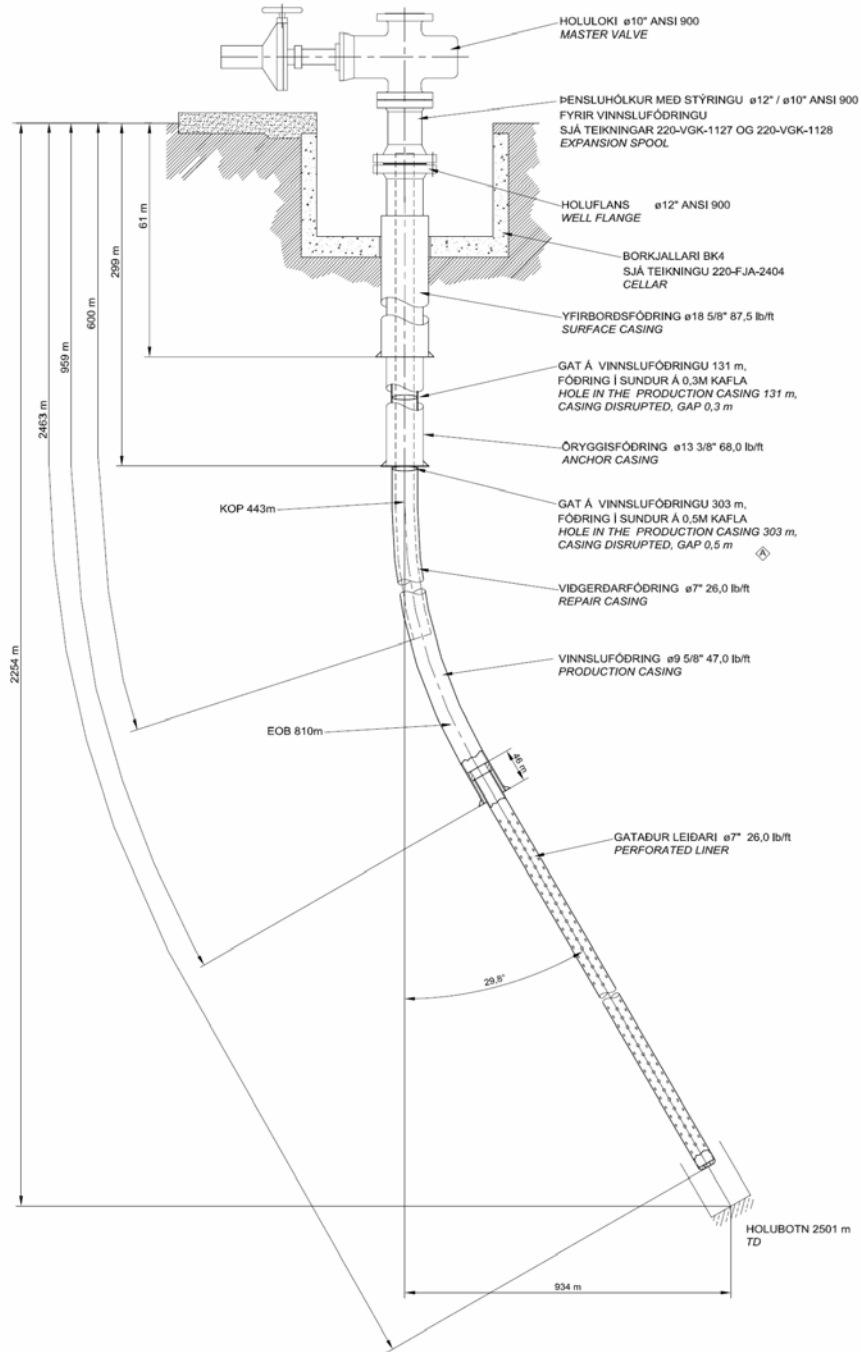 HOLULOKI ø10" ANSI 900
MASTER VALVE
ÞENSLUHÓLKUR MEÐ STÝRINGU ø12" / ø10" ANSI 900
FYRIR VINNSLUFÓÐRINGU
SJÁ TEIKNINGAR 220-VGK-1127 OG 220-VGK-1128
EXPANSION SPOOL
HOLUFLANS ø12" ANSI 900
WELL FLANGE
BORKJALLARI BK4
SJÁ TEIKNINGU 220-FJA-2404
CELLAR
YFIRBORÐSFÓÐRING ø18 5/8" 87,5 lb/ft
SURFACE CASING
GAT Á VINNSLUFÓÐRINGU 131 m,
FÓÐRING Í SUNDUR Á 0,3M KAFLA
HOLE IN THE PRODUCTION CASING 131 m,
CASING DISRUPTED, GAP 0,3 m
ÖRYGGISFÓÐRING ø13 3/8" 68,0 lb/ft
ANCHOR CASING
GAT Á VINNSLUFÓÐRINGU 303 m,
FÓÐRING Í SUNDUR Á 0,5M KAFLA
HOLE IN THE PRODUCTION CASING 303 m,
CASING DISRUPTED, GAP 0,5 m
A
VIÐGERÐARFÓÐRING ø7" 26,0 lb/ft
REPAIR CASING
VINNSLUFÓÐRING ø9 5/8" 47,0 lb/ft
PRODUCTION CASING
GATAÐUR LEIÐARI ø7" 26,0 lb/ft
PERFORATED LINER
HOLUBOTN 2501 m
TD
61 m
299 m
600 m
959 m
2463 m
2254 m
KOP 443m
EOB 810m
46 m
29,8°
934 m